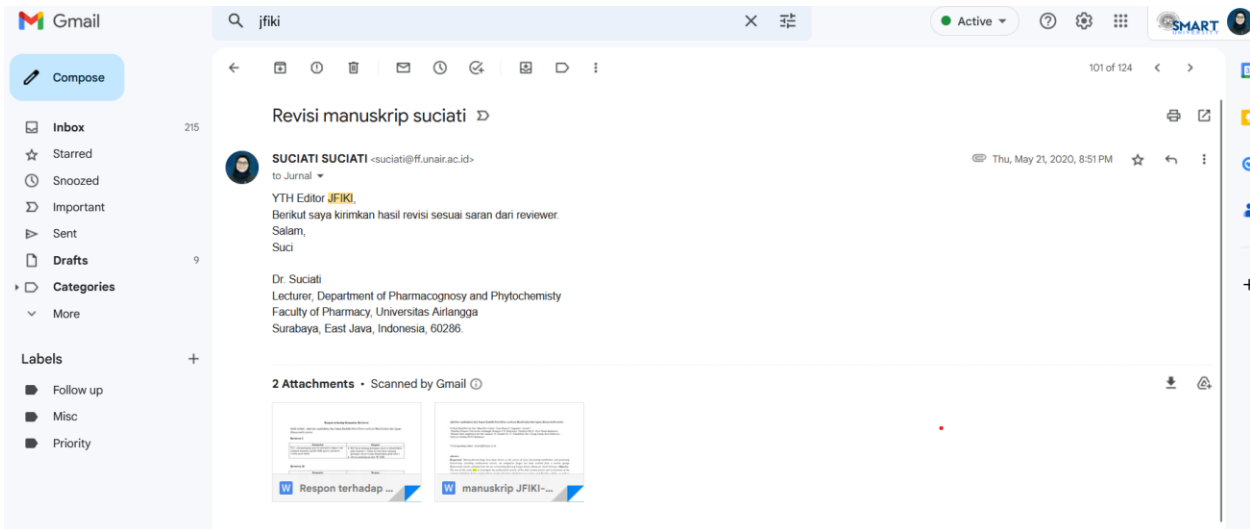 Gmail
jfiki
Active
SMART
UNIVERSITY
Compose
101 of 124
Inbox 215
Starred
Snoozed
Important
Sent
Drafts 9
Categories
More
Labels
Follow up
Misc
Priority
Revisi manuskrip suciati
SUCIATI SUCIATI <suciati@ff.unair.ac.id>
Thu, May 21, 2020, 8:51 PM
to Jurnal
YTH Editor JFIKI,
Berikut saya kirimkan hasil revisi sesuai saran dari reviewer.
Salam,
Suci
Dr. Suciati
Lecturer, Department of Pharmacognosy and Phytochemisty
Faculty of Pharmacy, Universitas Airlangga
Surabaya, East Java, Indonesia, 60286.
2 Attachments • Scanned by Gmail
W Respon terhadap ...
W manuskrip JFIKI-...